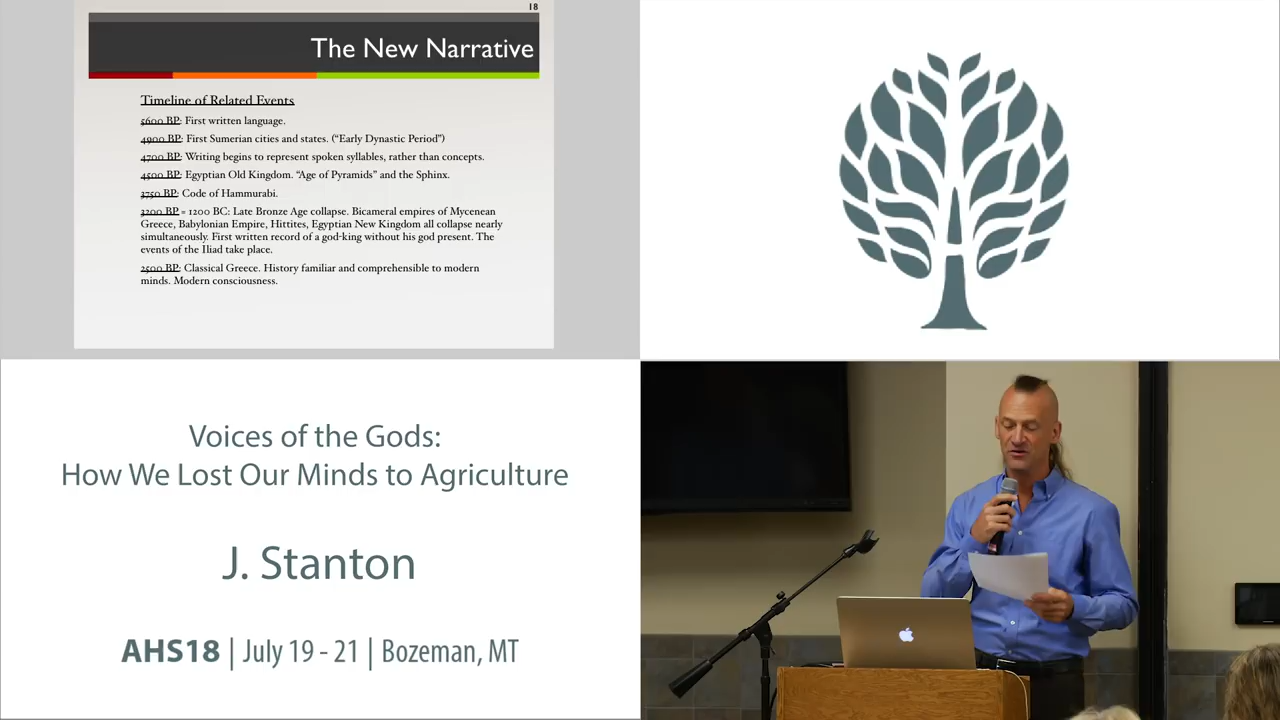 18
The New Narrative
Timeline of Related Events
5600 BP: First written language.
4900 BP: First Sumerian cities and states. (“Early Dynastic Period”)
4700 BP: Writing begins to represent spoken syllables, rather than concepts.
4500 BP: Egyptian Old Kingdom. “Age of Pyramids” and the Sphinx.
3750 BP: Code of Hammurabi.
3200 BP = 1200 BC: Late Bronze Age collapse. Bicameral empires of Mycenean
Greece, Babylonian Empire, Hittites, Egyptian New Kingdom all collapse nearly
simultaneously. First written record of a god-king without his god present. The
events of the Iliad take place.
2500 BP: Classical Greece. History familiar and comprehensible to modern
minds. Modern consciousness.
Voices of the Gods:
How We Lost Our Minds to Agriculture
J. Stanton
AHS18 | July 19 - 21 | Bozeman, MT